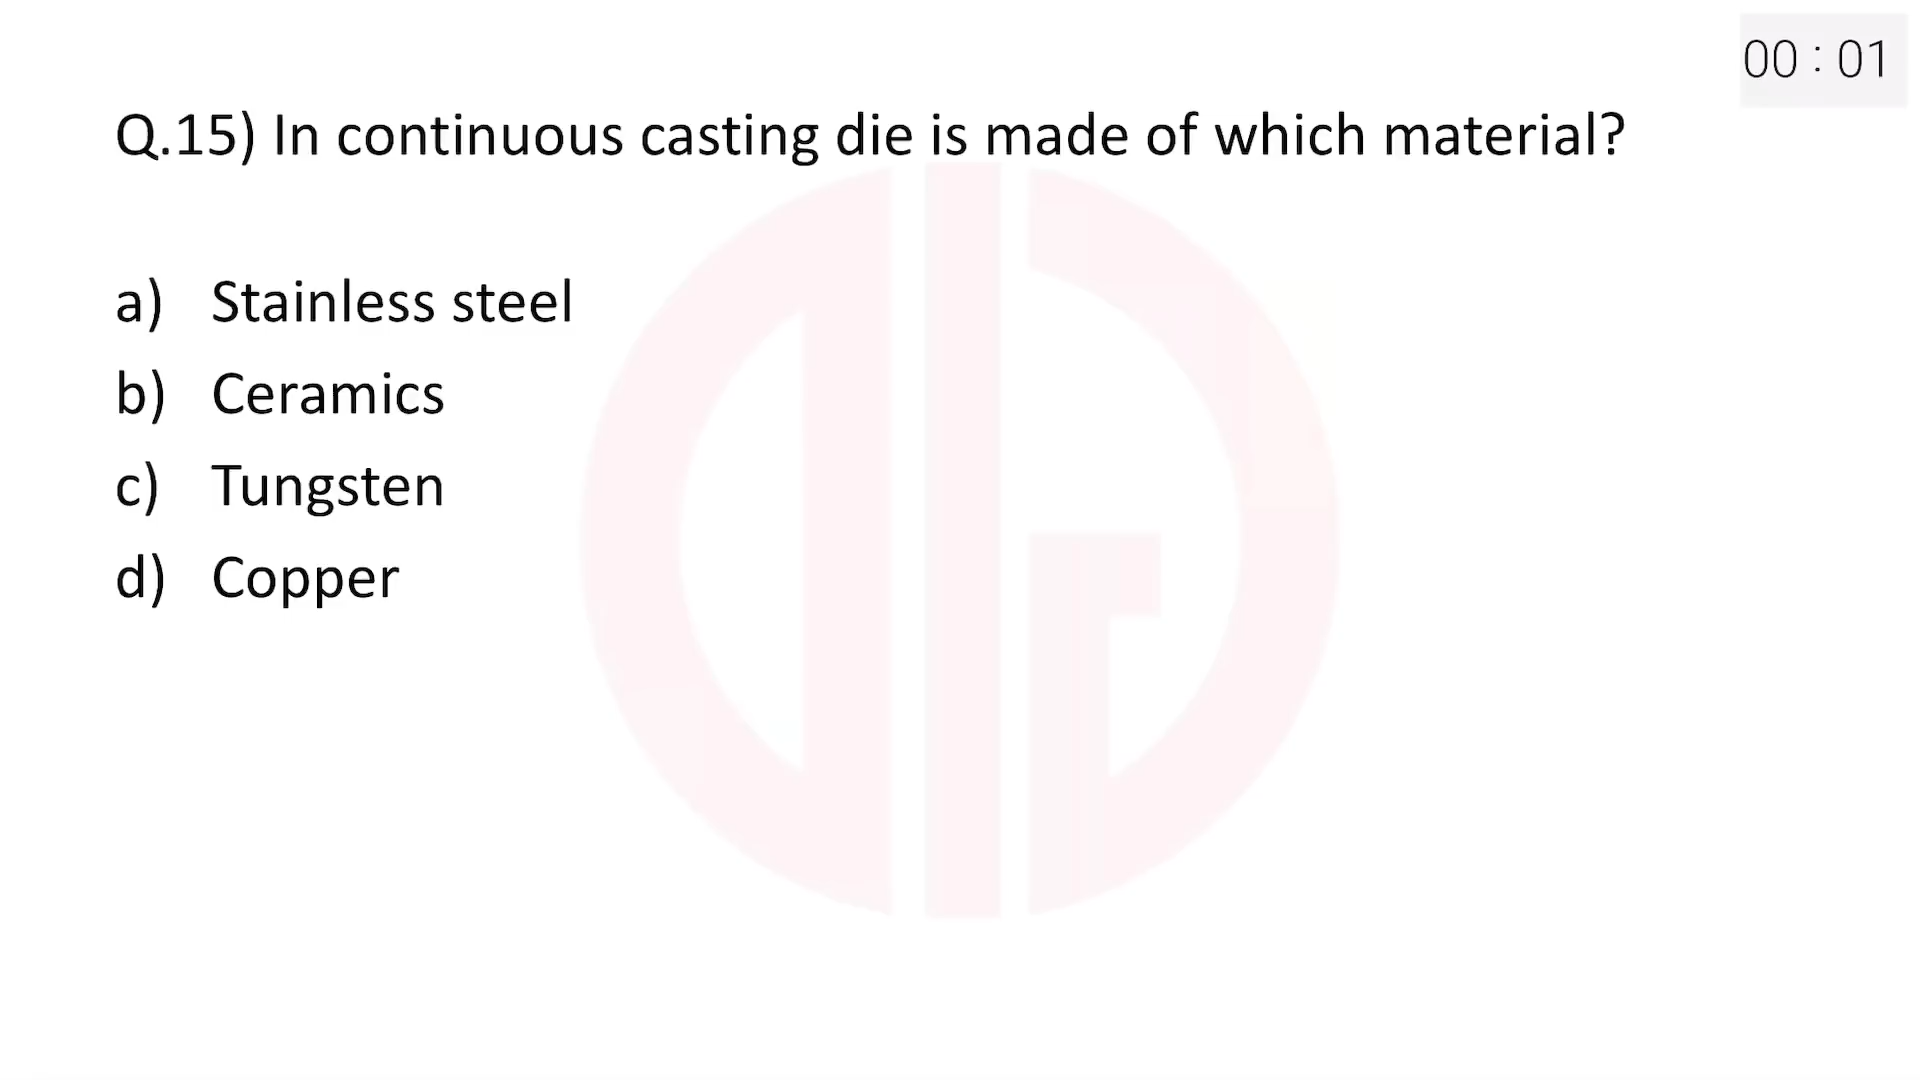 00 : 01
Q.15) In continuous casting die is made of which material?
a) Stainless steel
b) Ceramics
c) Tungsten
d) Copper